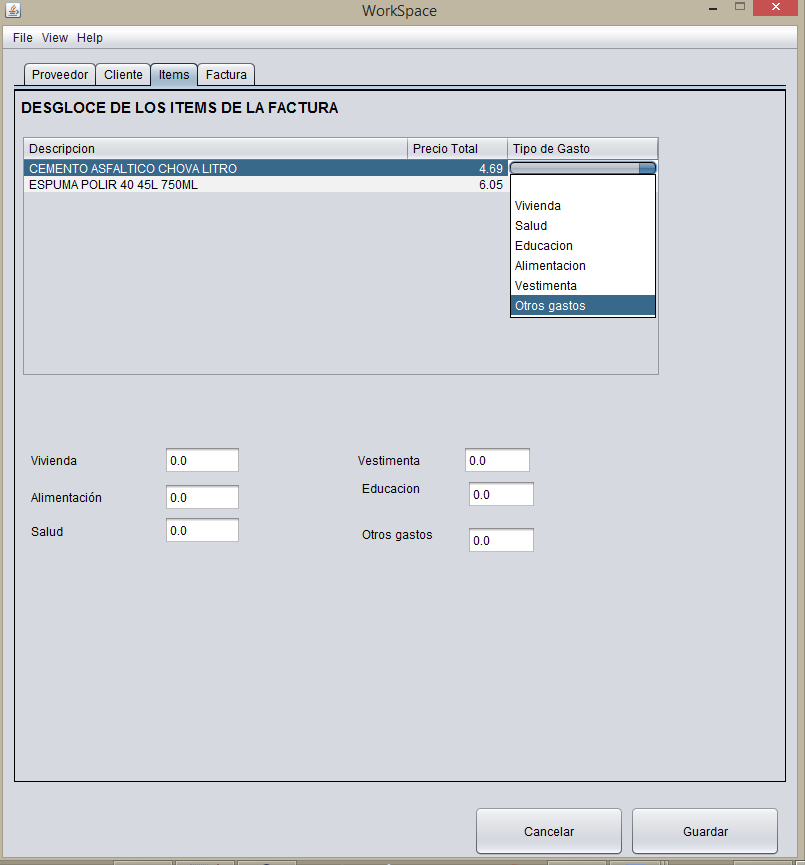 WorkSpace
File View Help
Proveedor Cliente Items Factura
DESGLOCE DE LOS ITEMS DE LA FACTURA
Descripcion Precio Total Tipo de Gasto
CEMENTO ASFALTICO CHOVA LITRO 4.69
ESPUMA POLIR 40 45L 750ML 6.05
Vivienda
Salud
Educacion
Alimentacion
Vestimenta
Otros gastos
Vivienda 0.0 Vestimenta 0.0
Alimentación 0.0 Educacion 0.0
Salud 0.0 Otros gastos 0.0
Cancelar Guardar